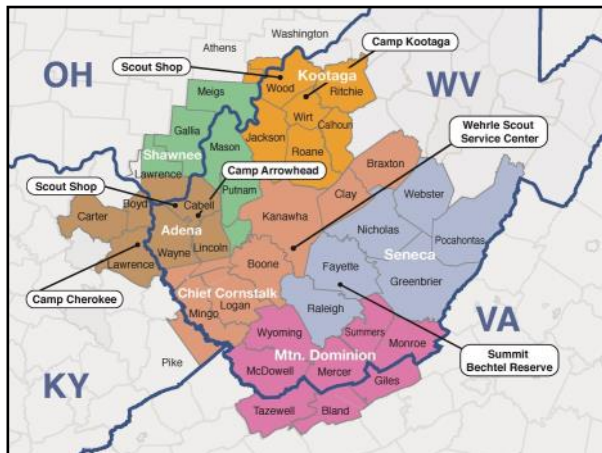 Washington
Athens
Camp Kootaga
Scout Shop
OH
Kootaga
WV
Wood
Ritchie
Meigs
Wirt
Wehrle Scout
Service Center
Gallia
Jackson
Calhoun
Mason
Roane
Shawnee
Braxton
Lawrence
Camp Arrowhead
Scout Shop
Putnam
Clay
Webster
Boyd
Cabell
Kanawha
Carter
Adena
Nicholas
Pocahontas
Wayne
Lincoln
Seneca
Lawrence
Boone
Fayette
Greenbrier
Camp Cherokee
Chief Cornstalk
Logan
Raleigh
Mingo
VA
Wyoming
Summers
Monroe
Pike
Mtn. Dominion
Summit
Bechtel Reserve
KY
McDowell
Mercer
Giles
Tazewell
Bland